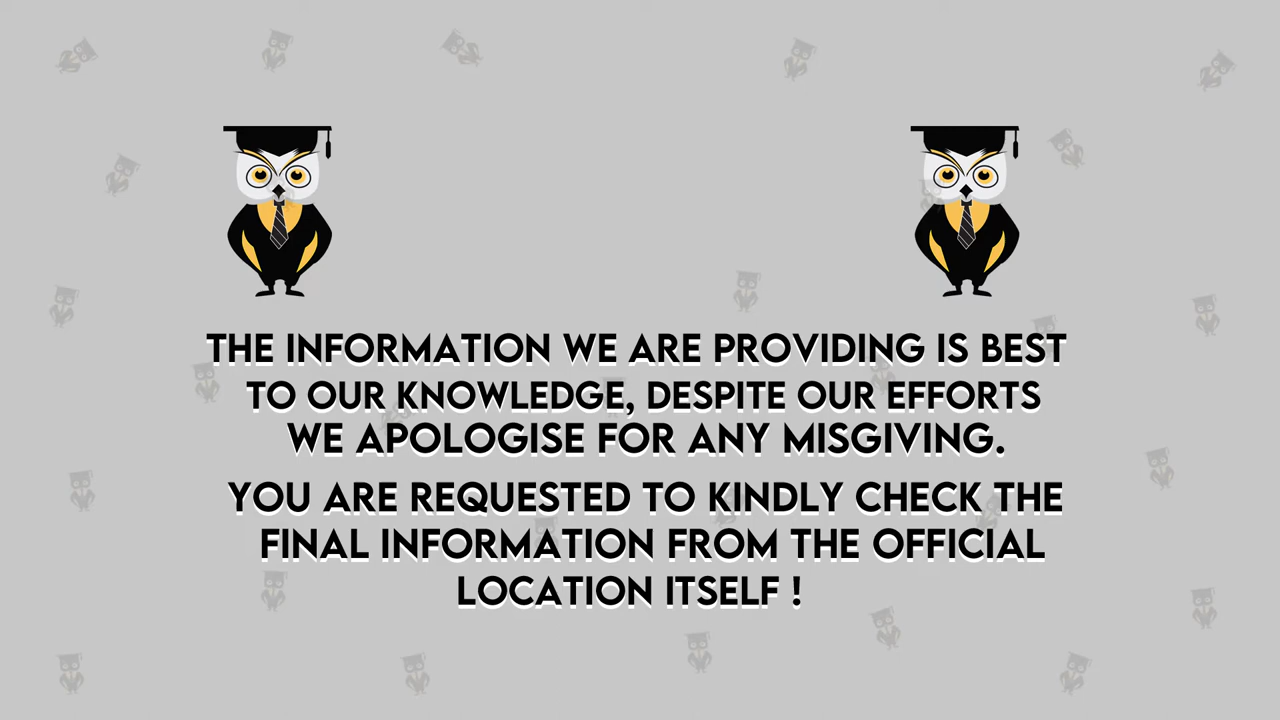 THE INFORMATION WE ARE PROVIDING IS BEST
TO OUR KNOWLEDGE, DESPITE OUR EFFORTS
WE APOLOGISE FOR ANY MISGIVING.
YOU ARE REQUESTED TO KINDLY CHECK THE
FINAL INFORMATION FROM THE OFFICIAL
LOCATION ITSELF !